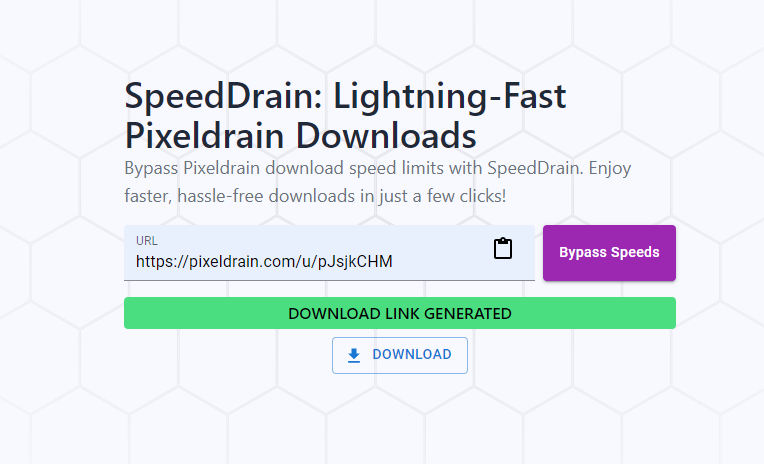 SpeedDrain: Lightning-Fast
Pixeldrain Downloads
Bypass Pixeldrain download speed limits with SpeedDrain. Enjoy
faster, hassle-free downloads in just a few clicks!
URL
https://pixeldrain.com/u/pJsjkCHM
Bypass Speeds
DOWNLOAD LINK GENERATED
DOWNLOAD